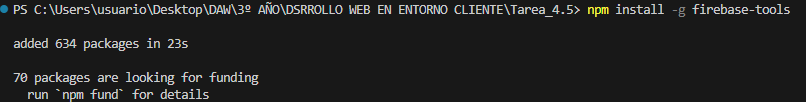 PS C:\Users\usuario\Desktop\DAW\3º AÑO\DSRROLLO WEB EN ENTORNO CLIENTE\Tarea_4.5> npm install -g firebase-tools
added 634 packages in 23s
70 packages are looking for funding
  run `npm fund` for details